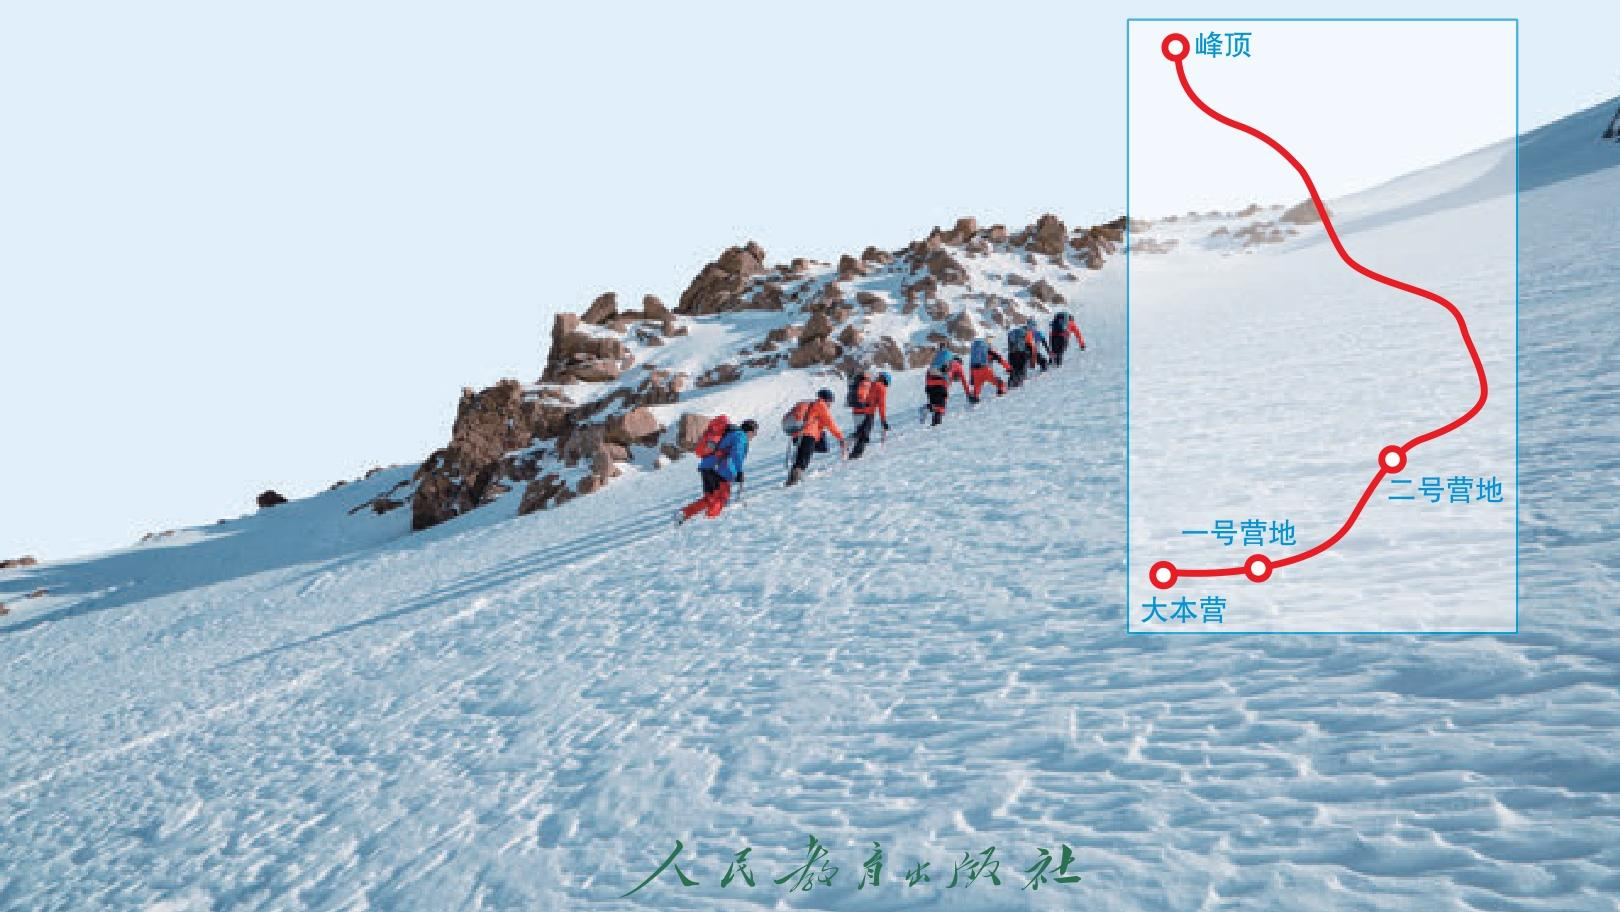 峰顶
二号营地
一号营地
大本营
人民教育出版社